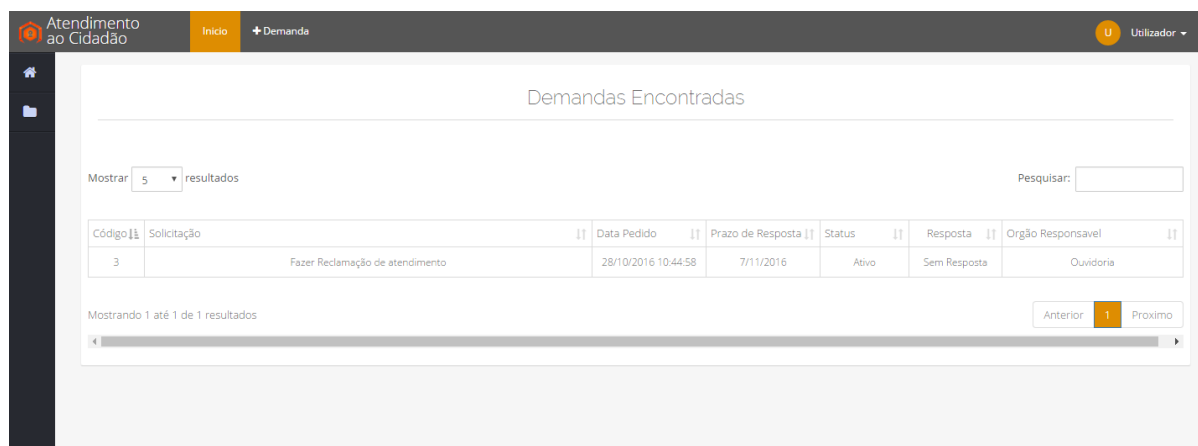 Atendimento
ao Cidadão
Inicio
+ Demanda
U
Utilizador
Demandas Encontradas
Mostrar 5 resultados
Pesquisar:
Código Solicitação Data Pedido Prazo de Resposta Status Resposta Orgão Responsavel
3 Fazer Reclamação de atendimento 28/10/2016 10:44:58 7/11/2016 Ativo Sem Resposta Ouvidoria
Mostrando 1 até 1 de 1 resultados
Anterior 1 Proximo